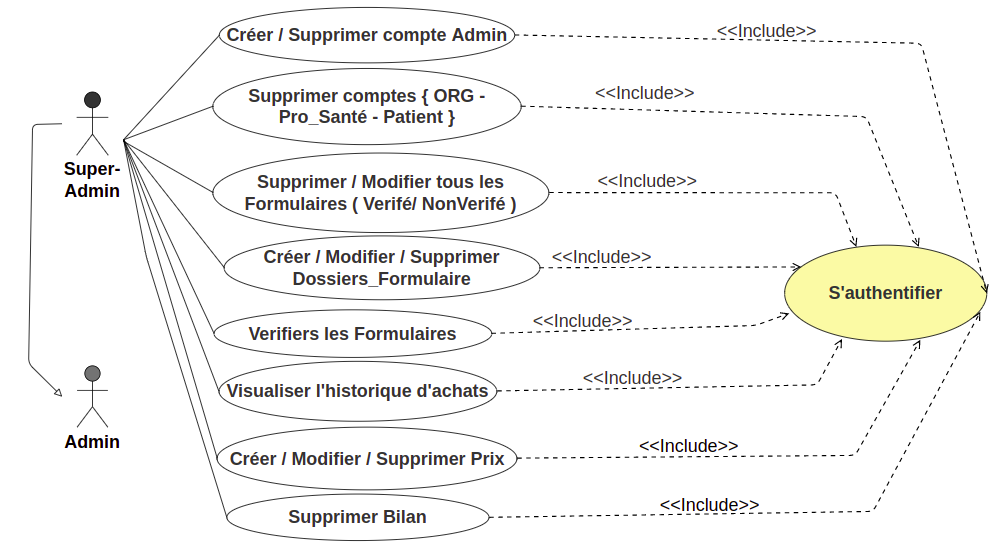 Créer / Supprimer compte Admin
<<Include>>
Supprimer comptes { ORG -
Pro_Santé - Patient }
<<Include>>
Super-
Admin
Supprimer / Modifier tous les
Formulaires ( Verifé/ NonVerifé )
<<Include>>
Créer / Modifier / Supprimer
Dossiers_Formulaire
<<Include>>
S'authentifier
Verifiers les Formulaires
<<Include>>
Visualiser l'historique d'achats
<<Include>>
Admin
Créer / Modifier / Supprimer Prix
<<Include>>
Supprimer Bilan
<<Include>>